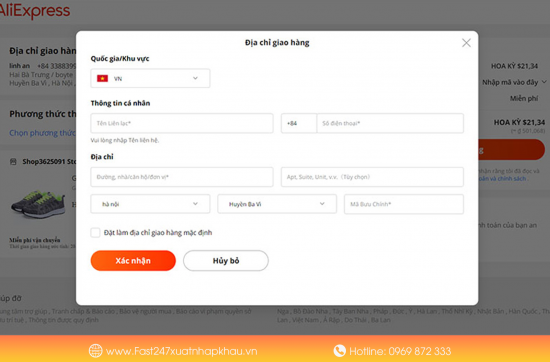 AliExpress
Địa chỉ giao hàng
Quốc gia/Khu vực
VN
Thông tin cá nhân
Tên Liên lạc*
+84
Số điện thoại*
Vui lòng nhập Tên liên hệ.
Địa chỉ
Đường, nhà/căn hộ/đơn vị*
Apt, Suite, Unit, v.v. (Tùy chọn)
hà nội
Huyện Ba Vì
Mã Bưu Chính*
Đặt làm địa chỉ giao hàng mặc định
Xác nhận
Hủy bỏ
Địa chỉ giao
linh an +84 3383895
Hai Bà Trưng / boyte
Huyện Ba Vì , Hà Nội ,
Phương thức th
Chọn phương thức
Shop3625091 Sto
Miễn phí vận chuyển
HOA KỲ $21,34
Nhập mã vào đây
Miễn phí
HOA KỲ $21,34
www.Fast247xuatnhapkhau.vn
Hotline: 0969 872 333